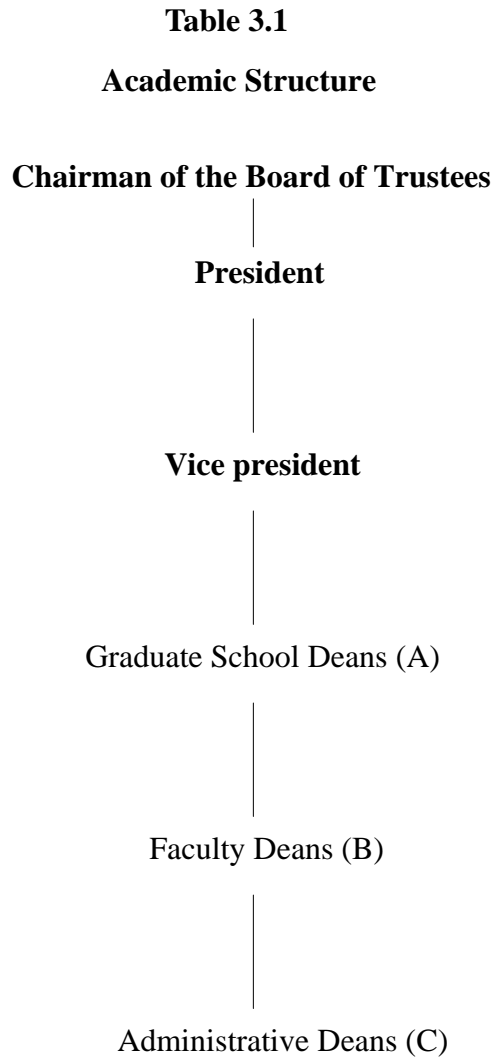 Table 3.1
Academic Structure
Chairman of the Board of Trustees
President
Vice president
Graduate School Deans (A)
Faculty Deans (B)
Administrative Deans (C)